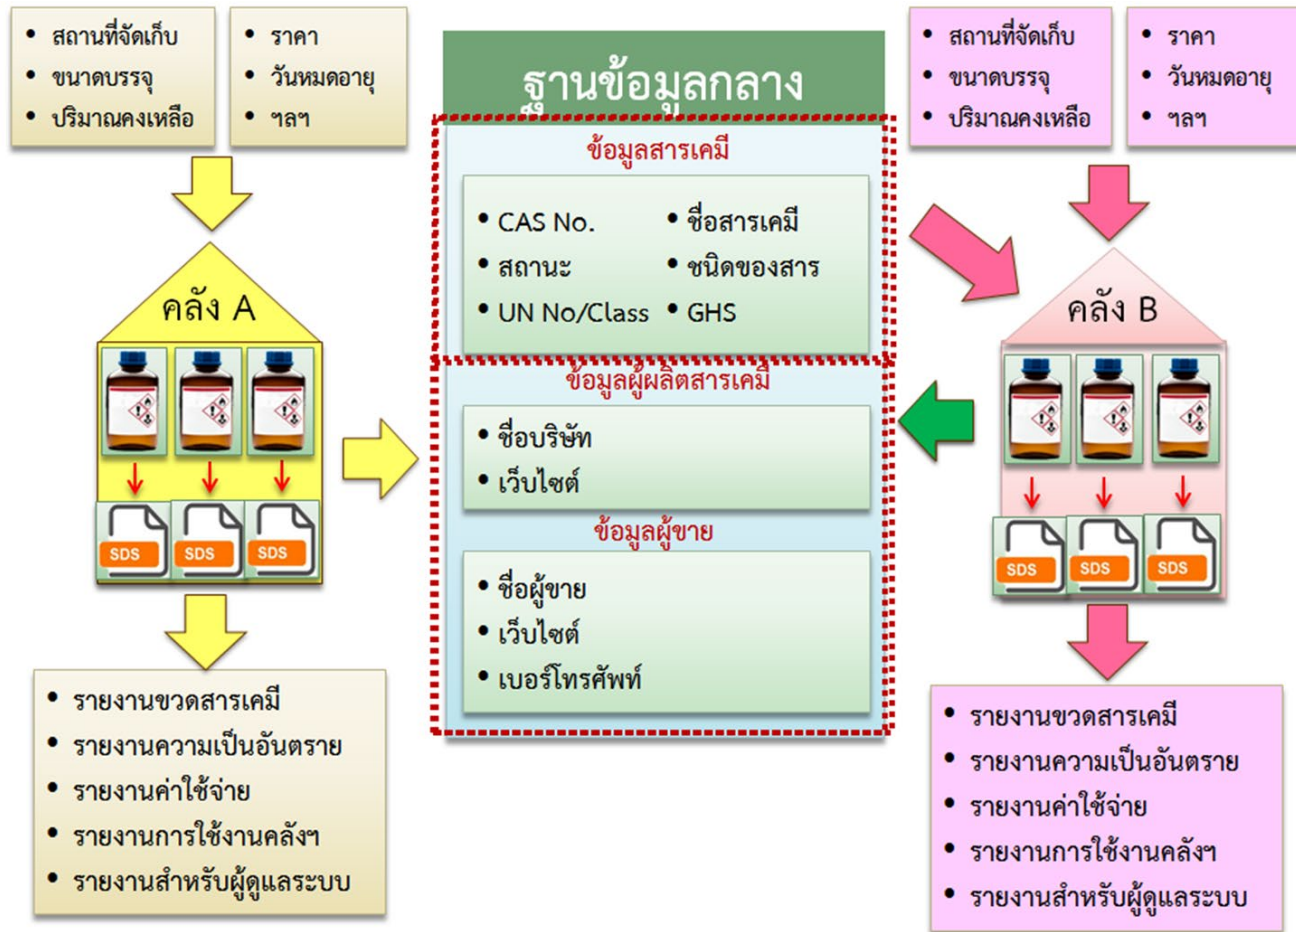 • สถานที่จัดเก็บ
• ขนาดบรรจุ
• ปริมาณคงเหลือ
• ราคา
• วันหมดอายุ
• ฯลฯ
คลัง A
SDS
SDS
SDS
• รายงานขวดสารเคมี
• รายงานความเป็นอันตราย
• รายงานค่าใช้จ่าย
• รายงานการใช้งานคลังฯ
• รายงานสำหรับผู้ดูแลระบบ
ฐานข้อมูลกลาง
ข้อมูลสารเคมี
• CAS No.
• สถานะ
• UN No/Class
• ชื่อสารเคมี
• ชนิดของสาร
• GHS
ข้อมูลผู้ผลิตสารเคมี
• ชื่อบริษัท
• เว็บไซต์
ข้อมูลผู้ขาย
• ชื่อผู้ขาย
• เว็บไซต์
• เบอร์โทรศัพท์
• สถานที่จัดเก็บ
• ขนาดบรรจุ
• ปริมาณคงเหลือ
• ราคา
• วันหมดอายุ
• ฯลฯ
คลัง B
SDS
SDS
SDS
• รายงานขวดสารเคมี
• รายงานความเป็นอันตราย
• รายงานค่าใช้จ่าย
• รายงานการใช้งานคลังฯ
• รายงานสำหรับผู้ดูแลระบบ